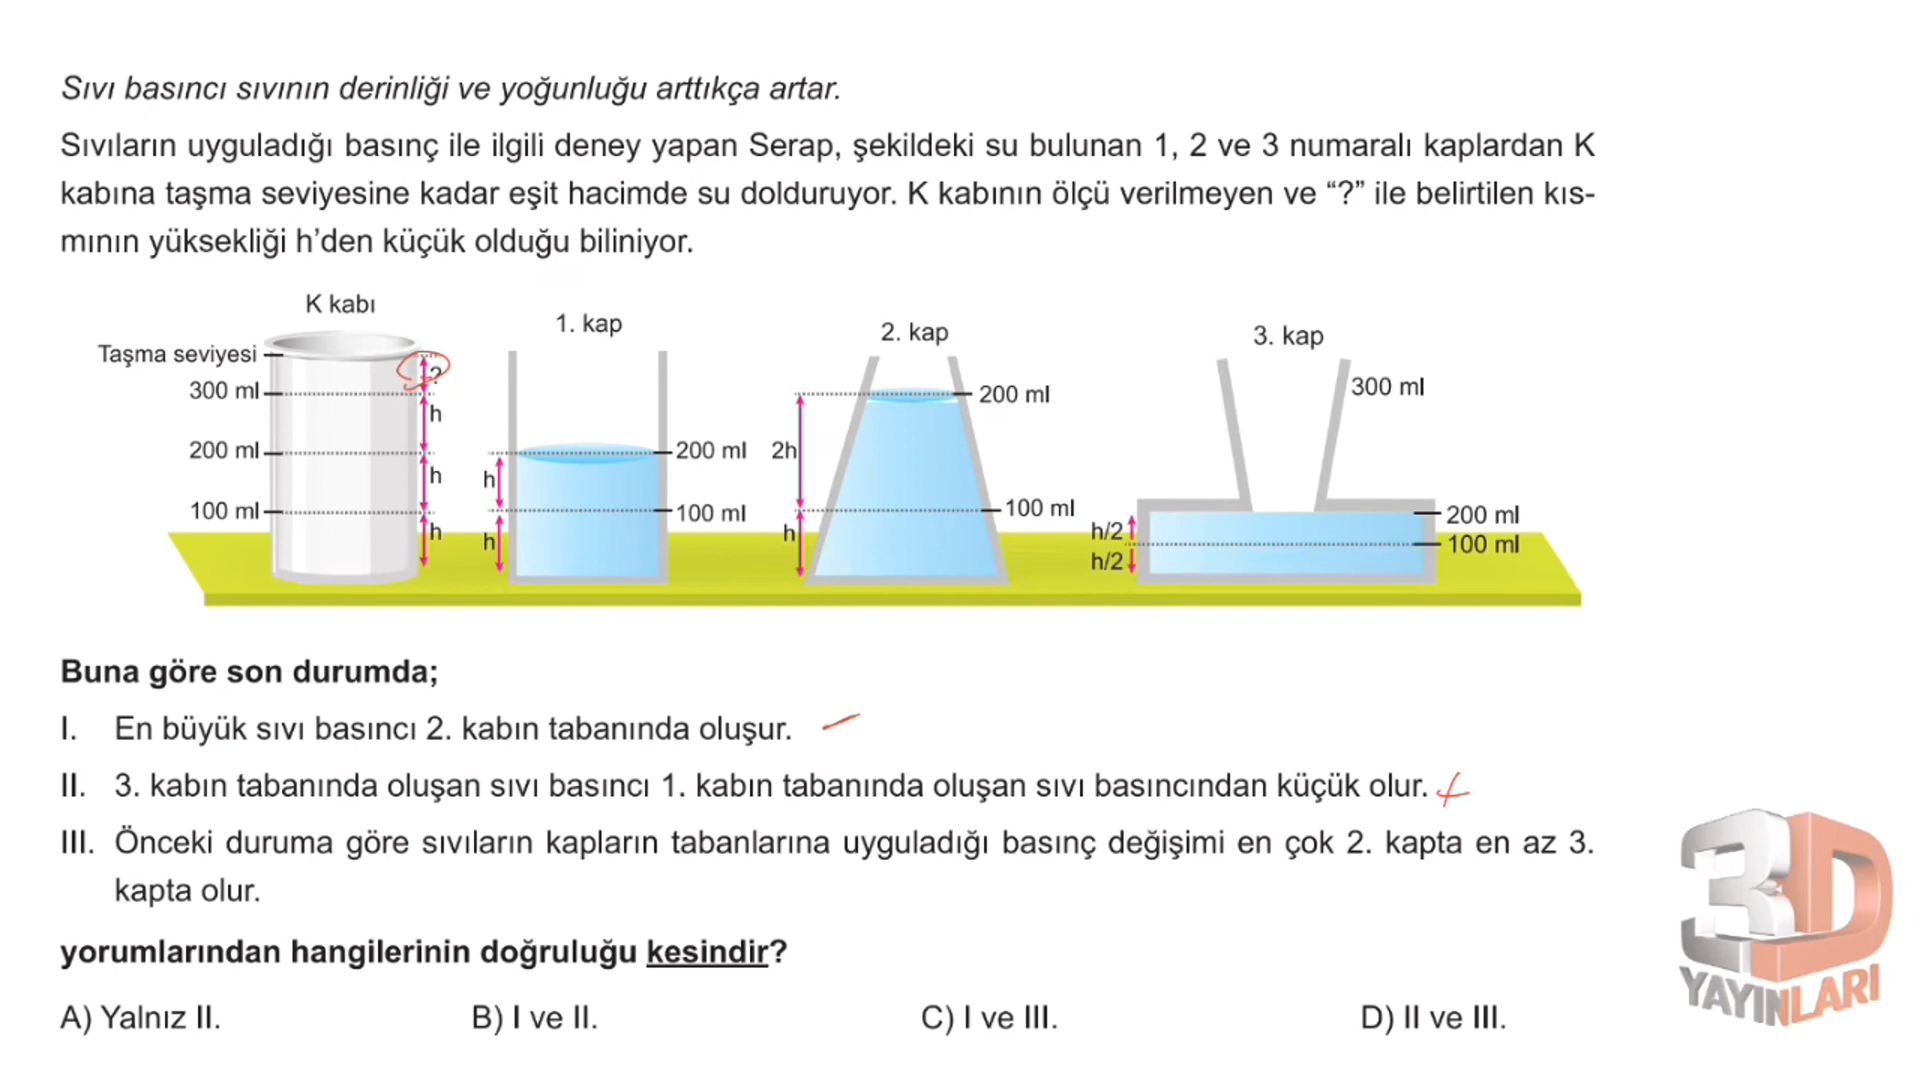 Sıvı basıncı sıvının derinliği ve yoğunluğu arttıkça artar.
Sıvıların uyguladığı basınç ile ilgili deney yapan Serap, şekildeki su bulunan 1, 2 ve 3 numaralı kaplardan K
kabına taşma seviyesine kadar eşit hacimde su dolduruyor. K kabının ölçü verilmeyen ve “?” ile belirtilen kıs-
mının yüksekliği h’den küçük olduğu biliniyor.
K kabı
1. kap
2. kap
3. kap
Taşma seviyesi
300 ml
200 ml
100 ml
?
h
h
h
h
h
200 ml
100 ml
2h
h
200 ml
100 ml
h/2
h/2
300 ml
200 ml
100 ml
Buna göre son durumda;
I. En büyük sıvı basıncı 2. kabın tabanında oluşur.
II. 3. kabın tabanında oluşan sıvı basıncı 1. kabın tabanında oluşan sıvı basıncından küçük olur.
III. Önceki duruma göre sıvıların kapların tabanlarına uyguladığı basınç değişimi en çok 2. kapta en az 3.
kapta olur.
yorumlarından hangilerinin doğruluğu kesindir?
A) Yalnız II.
B) I ve II.
C) I ve III.
D) II ve III.
3D
YAYINLARI